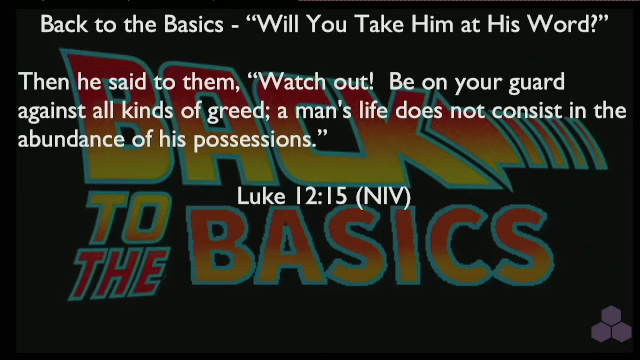 Back to the Basics - “Will You Take Him at His Word?”
Then he said to them, “Watch out!  Be on your guard
against all kinds of greed; a man's life does not consist in the
abundance of his possessions.”
Luke 12:15 (NIV)
BACK
TO
THE
BASICS